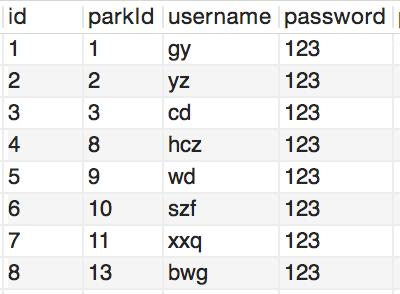 id parkId username password
1 1 gy 123
2 2 yz 123
3 3 cd 123
4 8 hcz 123
5 9 wd 123
6 10 szf 123
7 11 xxq 123
8 13 bwg 123